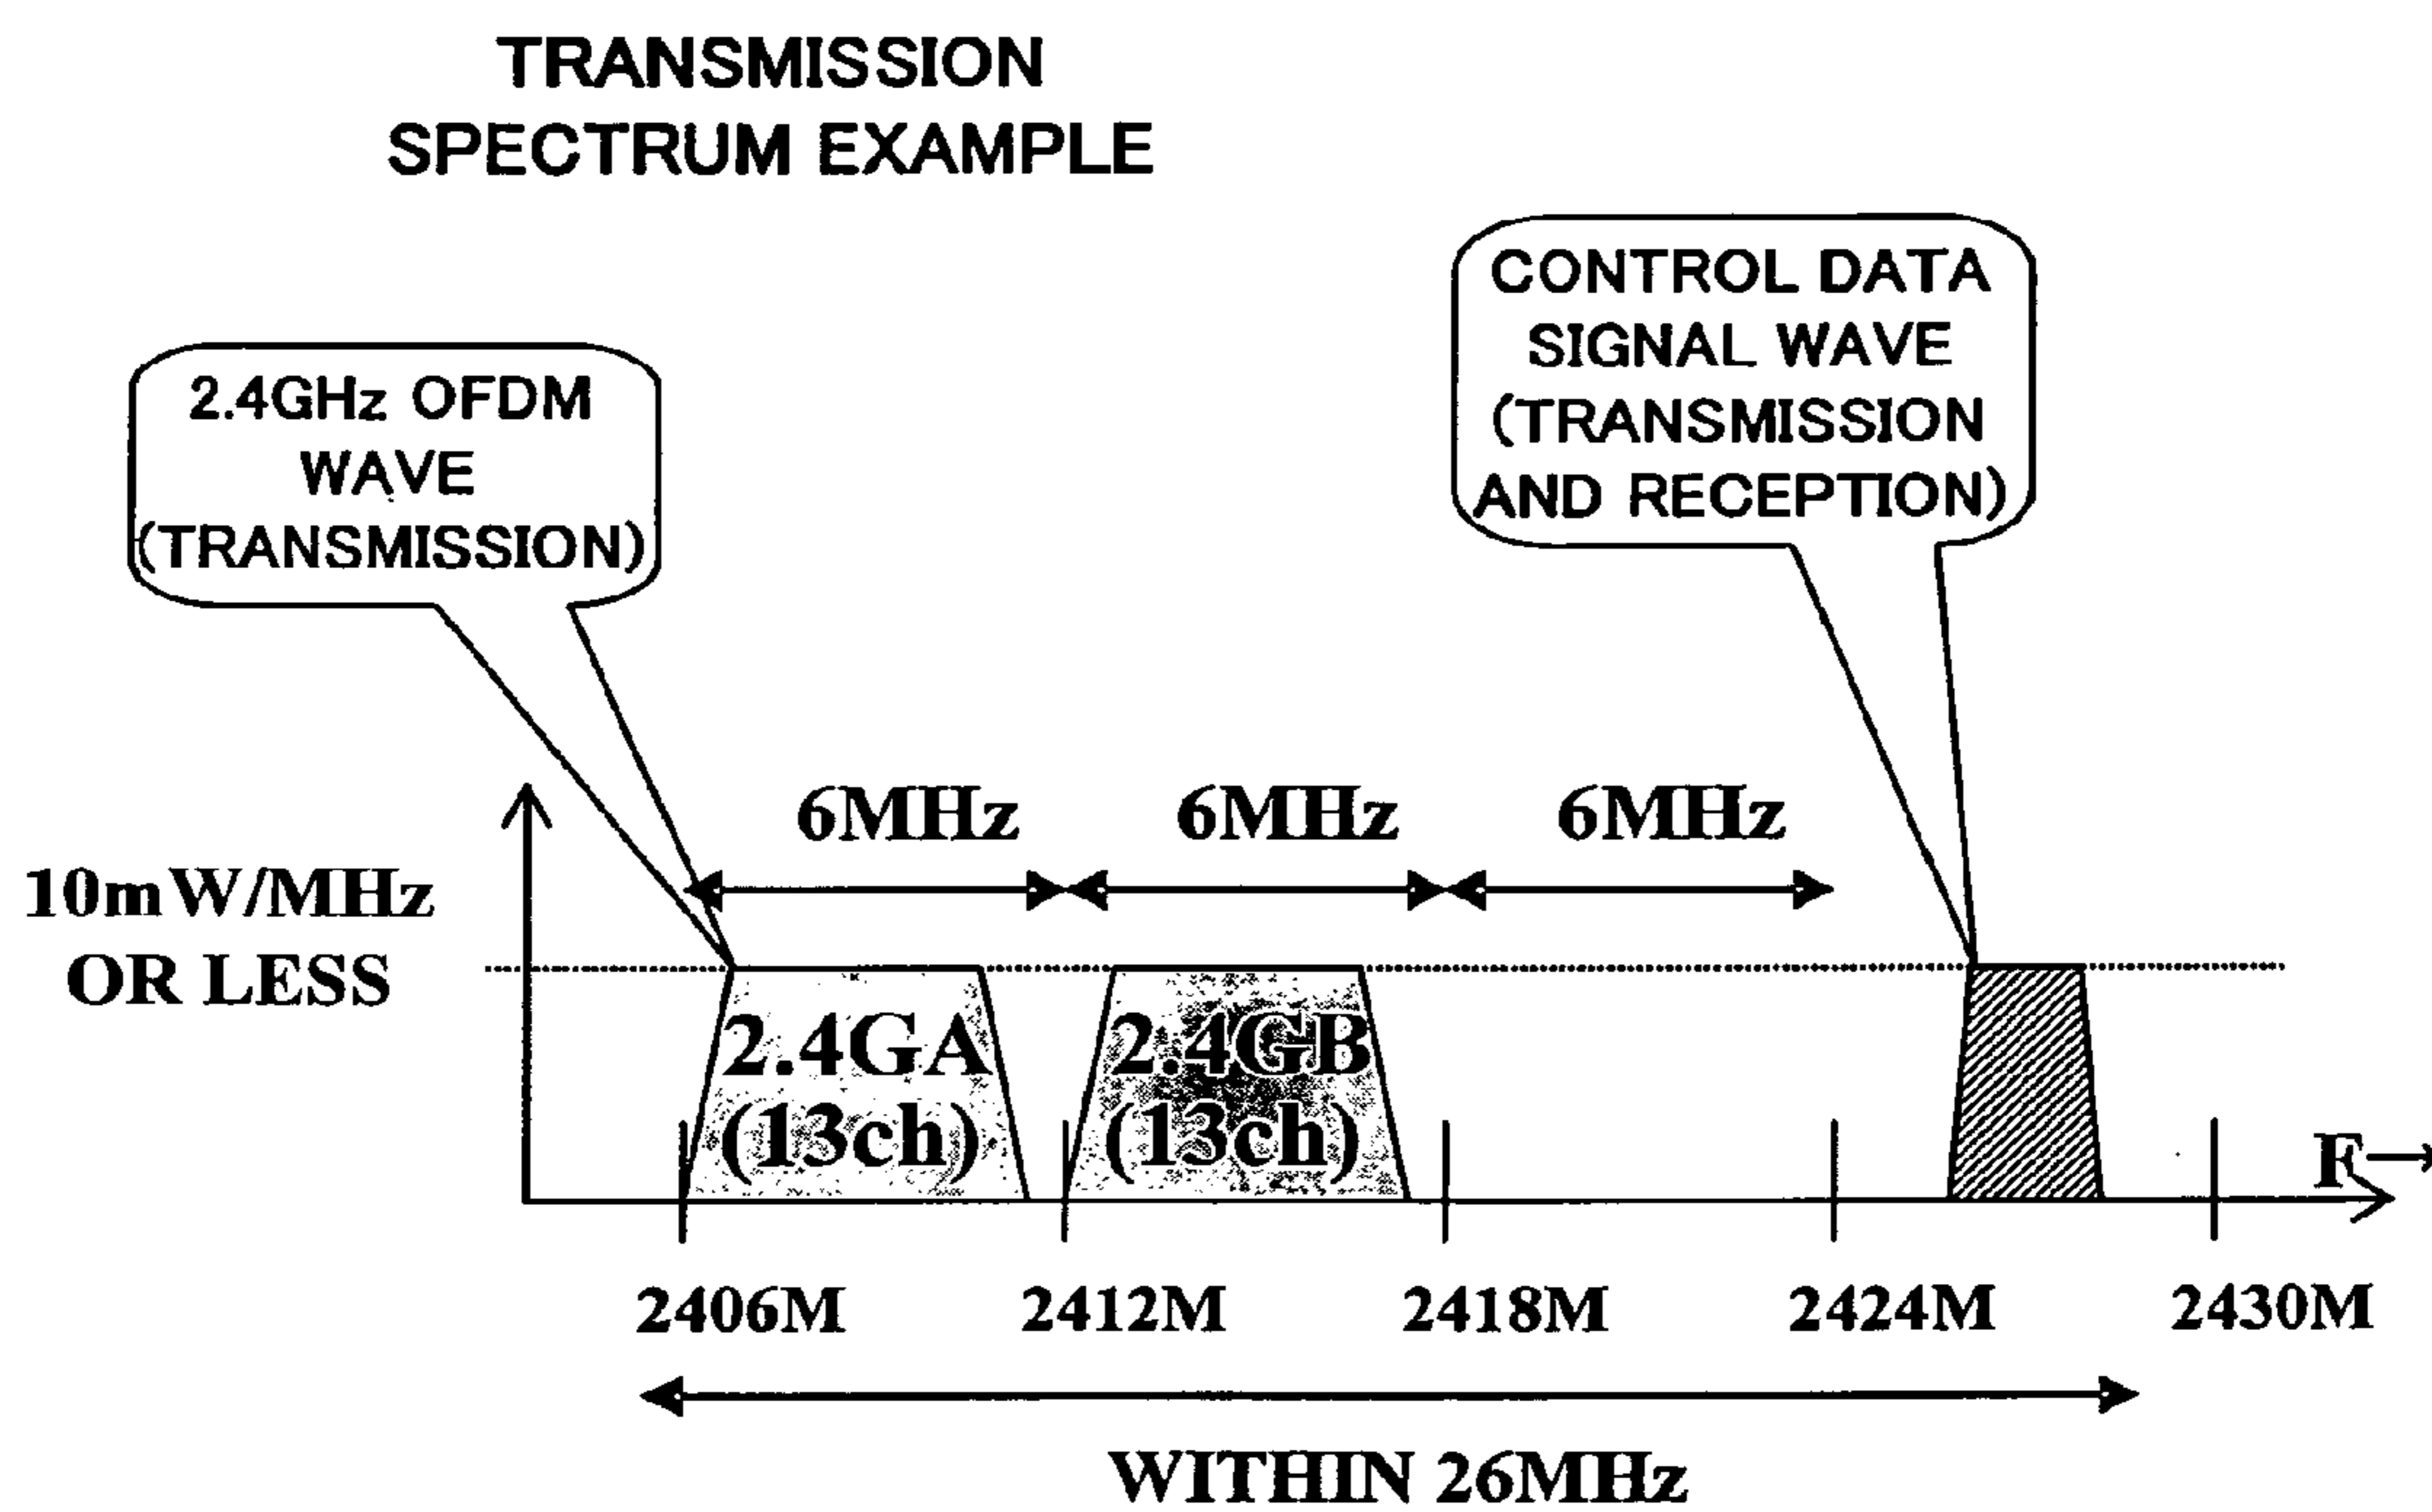 TRANSMISSION
SPECTRUM EXAMPLE
CONTROL DATA
SIGNAL WAVE
(TRANSMISSION
AND RECEPTION)
2.4GHz OFDM
WAVE
(TRANSMISSION)
6MHz 6MHz 6MHz
10mW/MHz
OR LESS
2.4GA 2.4GB
(13ch) (13ch)
F→
2406M 2412M 2418M 2424M 2430M
WITHIN 26MHz